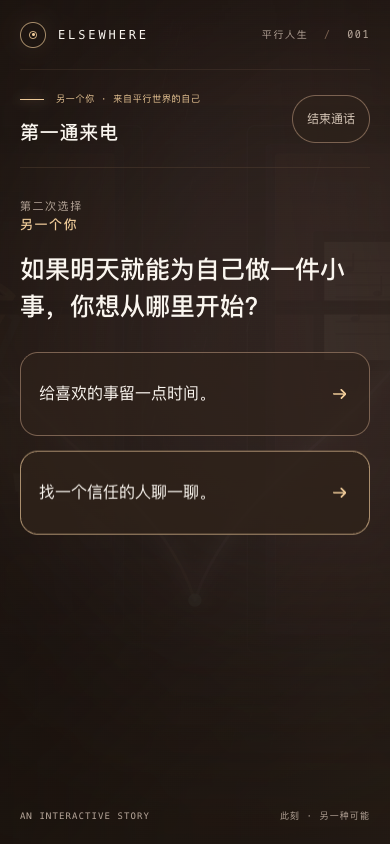 ELSEWHERE
平行人生 / 001
另一个你 · 来自平行世界的自己
第一通来电
结束通话
第二次选择
另一个你
如果明天就能为自己做一件小
事，你想从哪里开始？
给喜欢的事留一点时间。
找一个信任的人聊一聊。
AN INTERACTIVE STORY
此刻 · 另一种可能